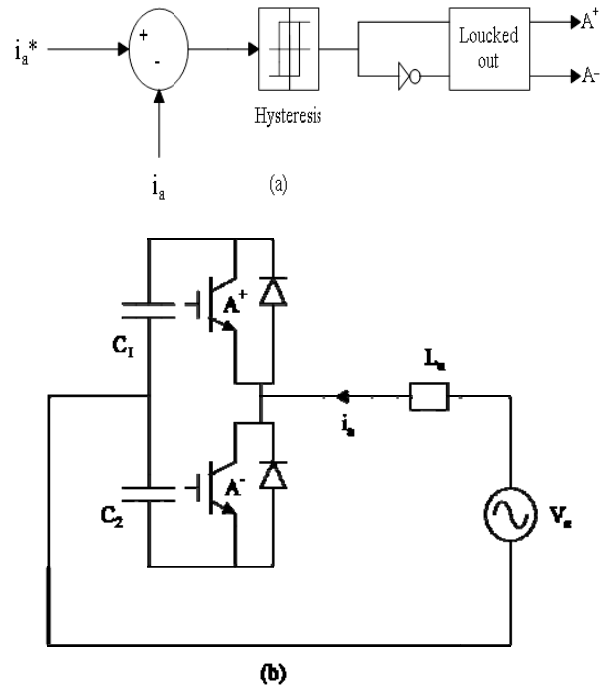 iₐ*
+
-
iₐ
Hysteresis
Loucked
out
A⁺
A⁻
(a)
C₁
A⁺
C₂
A⁻
Lₐ
iₐ
Vₐ
(b)